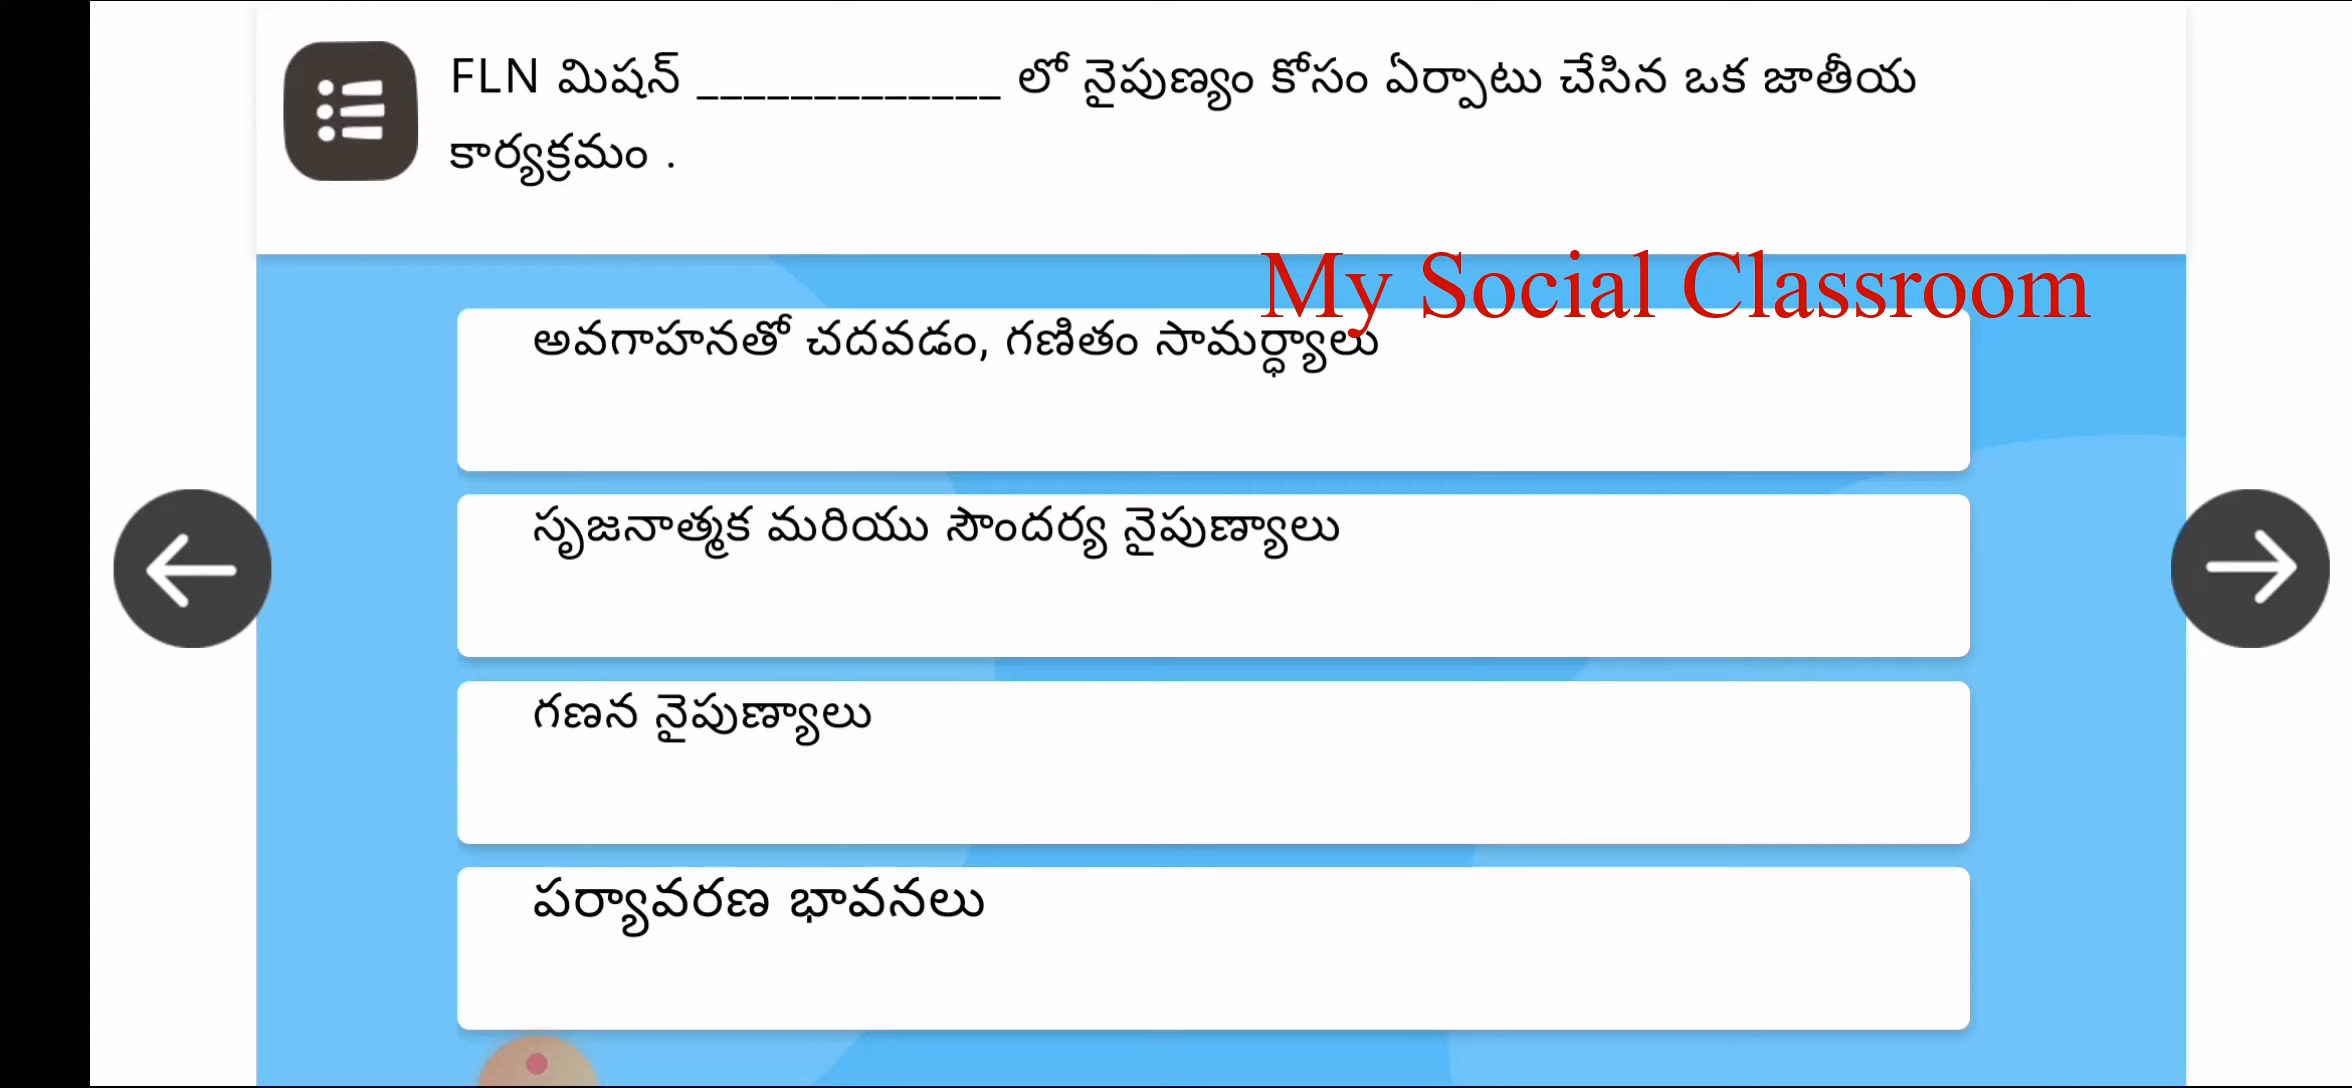 FLN మిషన్ _____________ లో నైపుణ్యం కోసం ఏర్పాటు చేసిన ఒక జాతీయ
కార్యక్రమం .
My Social Classroom
అవగాహనతో చదవడం, గణితం సామర్ధ్యాలు
సృజనాత్మక మరియు సౌందర్య నైపుణ్యాలు
గణన నైపుణ్యాలు
పర్యావరణ భావనలు